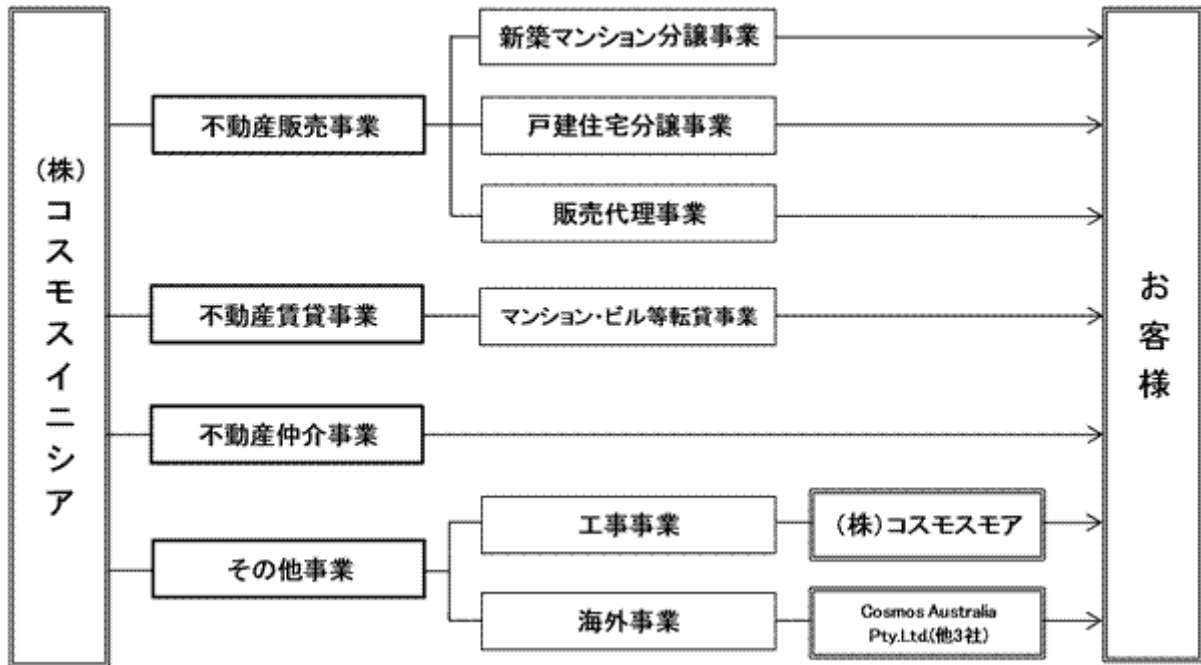 (株)コスモスイニシア
不動産販売事業
新築マンション分譲事業
戸建住宅分譲事業
販売代理事業
不動産賃貸事業
マンション・ビル等転貸事業
不動産仲介事業
その他事業
工事事業
(株)コスモスモア
海外事業
Cosmos Australia
Pty.Ltd.(他3社)
お客様